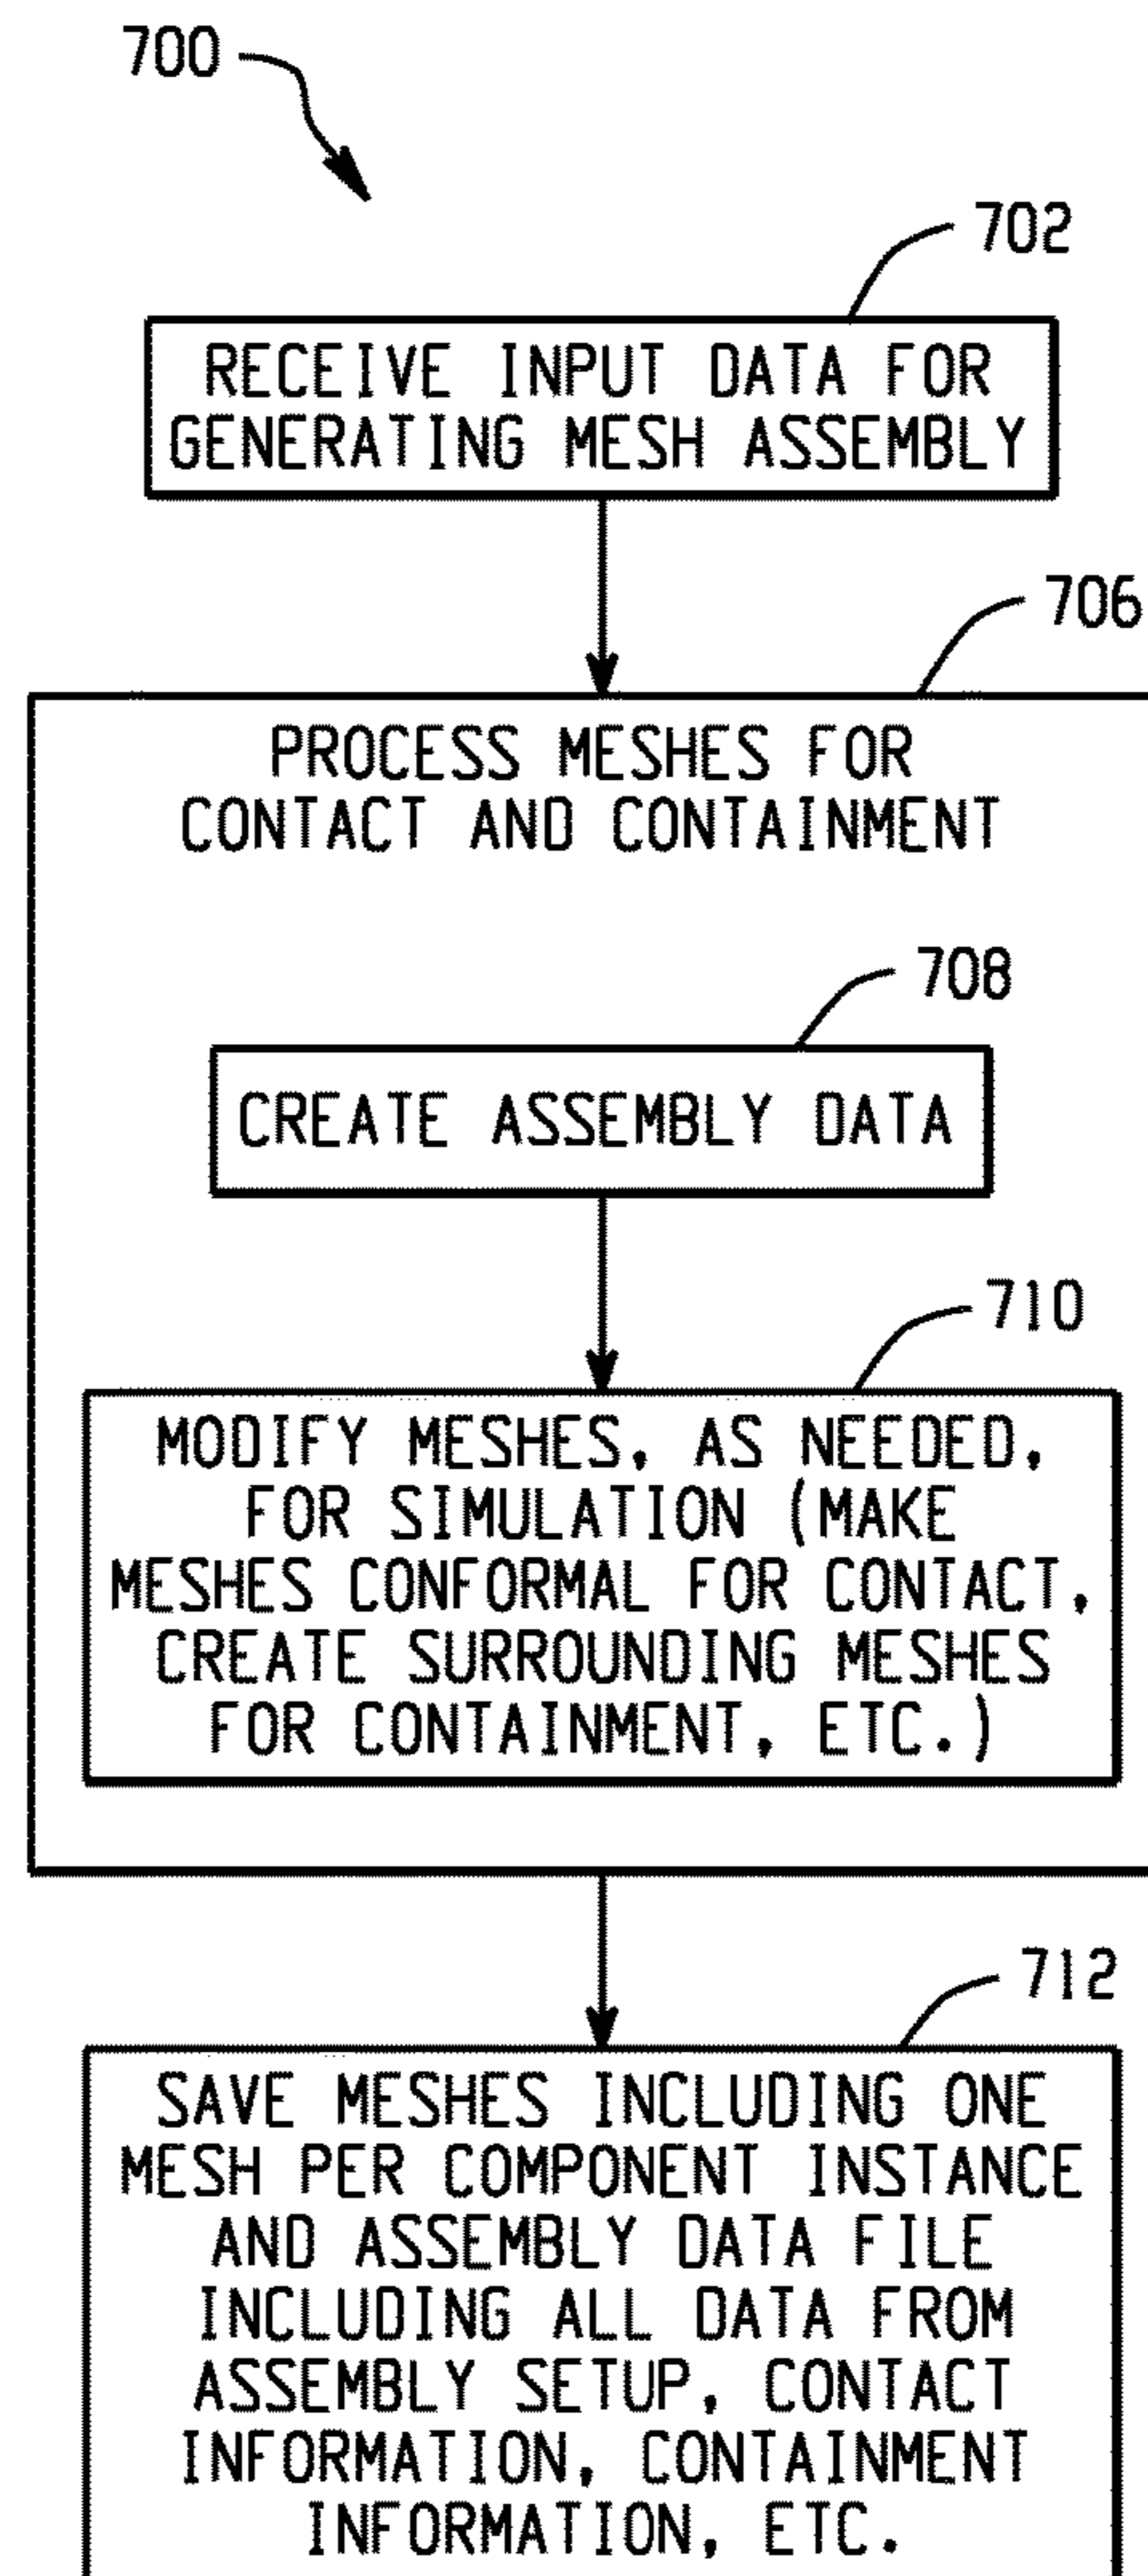 700
702
RECEIVE INPUT DATA FOR
GENERATING MESH ASSEMBLY
706
PROCESS MESHES FOR
CONTACT AND CONTAINMENT
708
CREATE ASSEMBLY DATA
710
MODIFY MESHES, AS NEEDED,
FOR SIMULATION (MAKE
MESHES CONFORMAL FOR CONTACT,
CREATE SURROUNDING MESHES
FOR CONTAINMENT, ETC.)
712
SAVE MESHES INCLUDING ONE
MESH PER COMPONENT INSTANCE
AND ASSEMBLY DATA FILE
INCLUDING ALL DATA FROM
ASSEMBLY SETUP, CONTACT
INFORMATION, CONTAINMENT
INFORMATION, ETC.